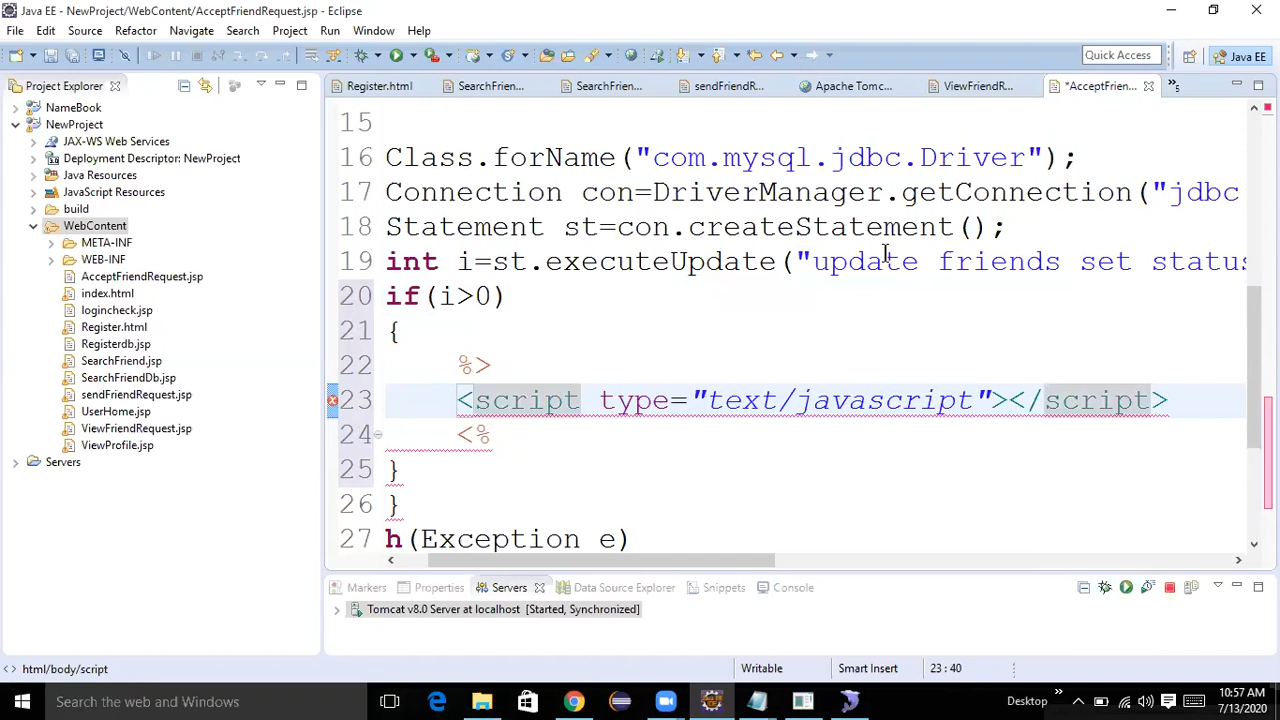 Java EE - NewProject/WebContent/AcceptFriendRequest.jsp - Eclipse
File Edit Source Refactor Navigate Search Project Run Window Help
Quick Access Java EE
Project Explorer
Register.html SearchFrien... SearchFrien... sendFriendR... Apache Tomc... ViewFriendR... *AcceptFrien... »5
NameBook
NewProject
JAX-WS Web Services
Deployment Descriptor: NewProject
Java Resources
JavaScript Resources
build
WebContent
META-INF
WEB-INF
AcceptFriendRequest.jsp
index.html
logincheck.jsp
Register.html
Registerdb.jsp
SearchFriend.jsp
SearchFriendDb.jsp
sendFriendRequest.jsp
UserHome.jsp
ViewFriendRequest.jsp
ViewProfile.jsp
Servers
15
16 Class.forName("com.mysql.jdbc.Driver");
17 Connection con=DriverManager.getConnection("jdbc
18 Statement st=con.createStatement();
19 int i=st.executeUpdate("update friends set status
20 if(i>0)
21 {
22 %>
23 <script type="text/javascript"></script>
24 <%
25 }
26 }
27 h(Exception e)
Markers Properties Servers Data Source Explorer Snippets Console
Tomcat v8.0 Server at localhost [Started, Synchronized]
html/body/script Writable Smart Insert 23 : 40
Search the web and Windows Desktop » 10:57 AM
7/13/2020